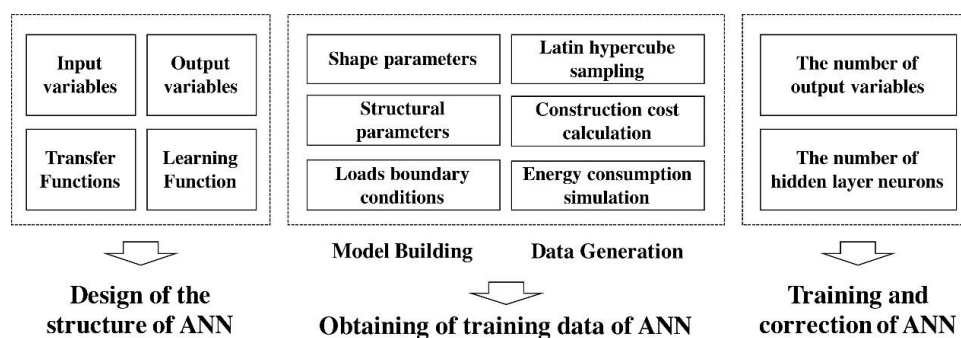 Input
variables
Output
variables
Transfer
Functions
Learning
Function
Design of the
structure of ANN
Shape parameters
Structural
parameters
Loads boundary
conditions
Model Building
Latin hypercube
sampling
Construction cost
calculation
Energy consumption
simulation
Data Generation
Obtaining of training data of ANN
The number of
output variables
The number of
hidden layer neurons
Training and
correction of ANN